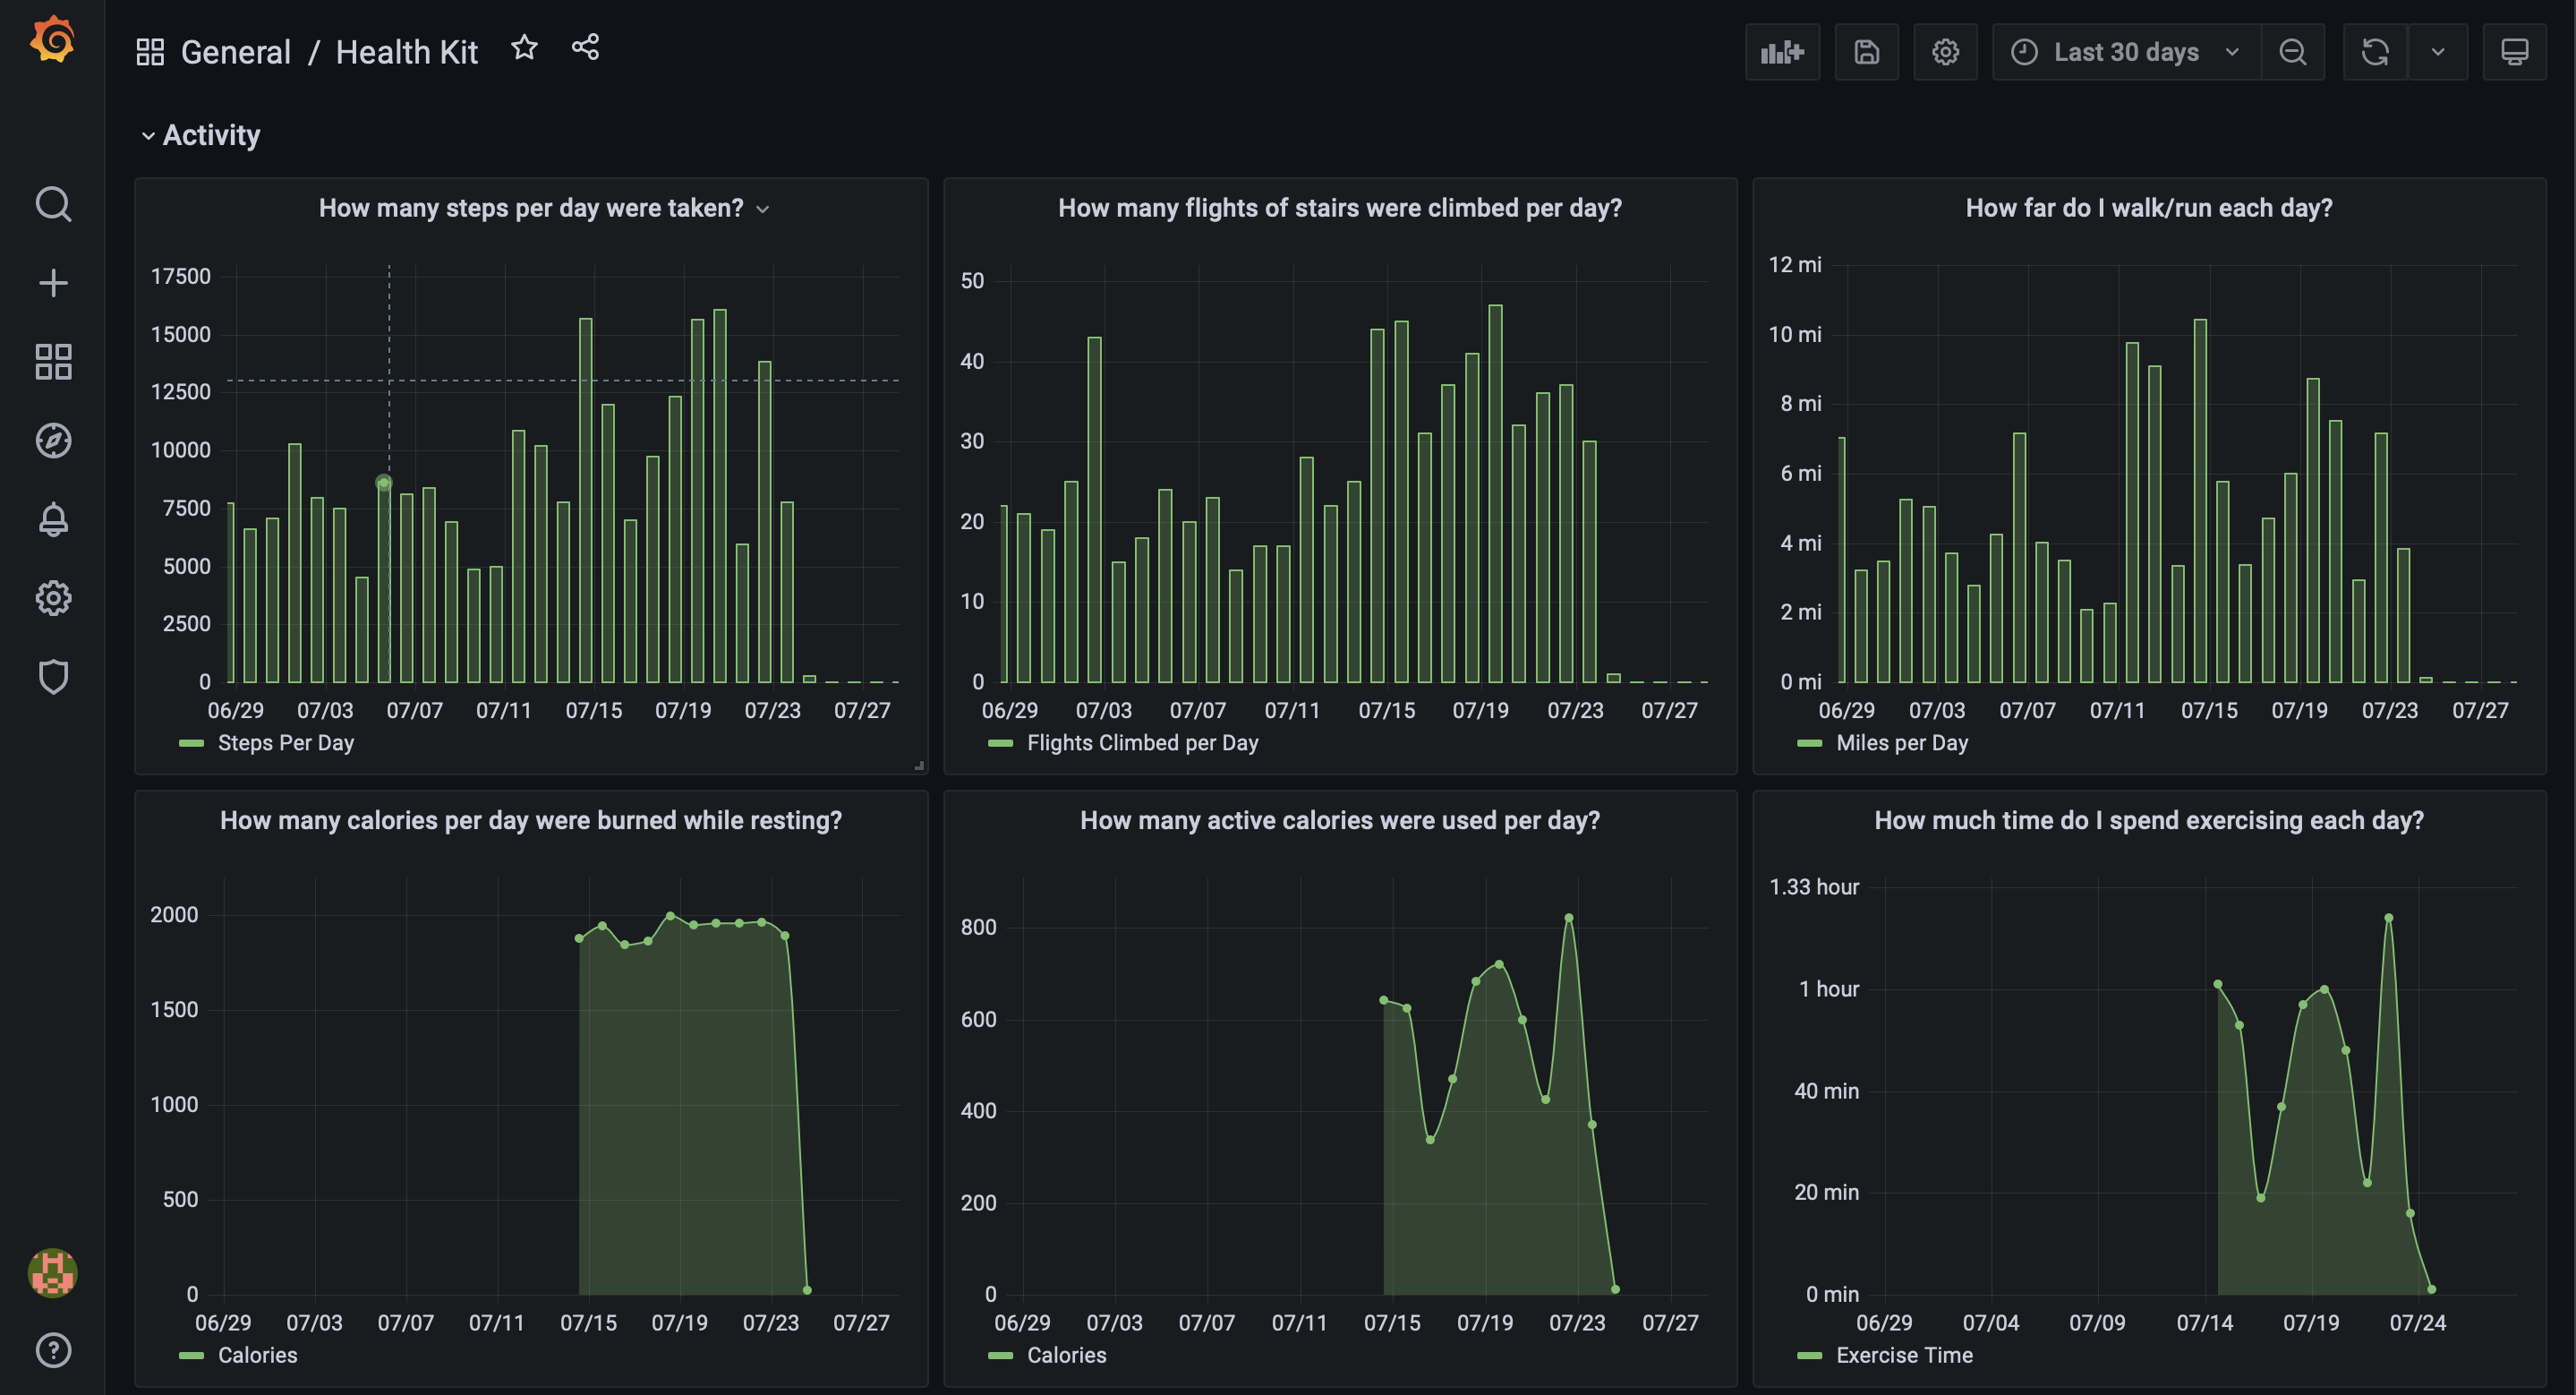 General / Health Kit
Last 30 days
Activity
How many steps per day were taken?
17500
15000
12500
10000
7500
5000
2500
0
06/29 07/03 07/07 07/11 07/15 07/19 07/23 07/27
Steps Per Day
How many flights of stairs were climbed per day?
50
40
30
20
10
0
06/29 07/03 07/07 07/11 07/15 07/19 07/23 07/27
Flights Climbed per Day
How far do I walk/run each day?
12 mi
10 mi
8 mi
6 mi
4 mi
2 mi
0 mi
06/29 07/03 07/07 07/11 07/15 07/19 07/23 07/27
Miles per Day
How many calories per day were burned while resting?
2000
1500
1000
500
0
06/29 07/03 07/07 07/11 07/15 07/19 07/23 07/27
Calories
How many active calories were used per day?
800
600
400
200
0
06/29 07/03 07/07 07/11 07/15 07/19 07/23 07/27
Calories
How much time do I spend exercising each day?
1.33 hour
1 hour
40 min
20 min
0 min
06/29 07/04 07/09 07/14 07/19 07/24
Exercise Time